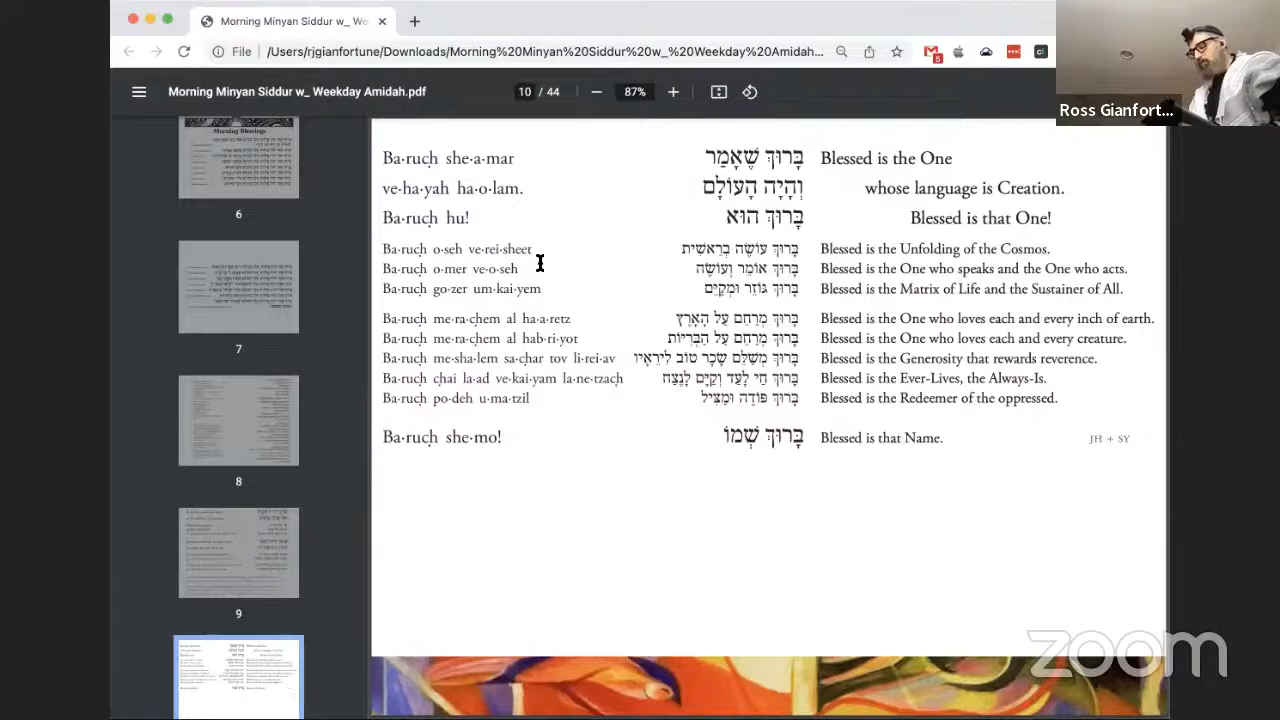 Morning Minyan Siddur w_ We
File
/Users/rjgianfortune/Downloads/Morning%20Minyan%20Siddur%20w_%20Weekday%20Amidah.pdf...
5
Ross Gianfort...
Morning Minyan Siddur w_ Weekday Amidah.pdf
10 / 44
87%
Morning Blessings
6
7
8
9
Ba·ruch she·a·mar בָּרוּךְ שֶׁאָמַר Blessed is the One
ve·ha·yah ha·o·lam. וְהָיָה הָעוֹלָם whose language is Creation.
Ba·ruch hu! בָּרוּךְ הוּא Blessed is that One!
Ba·ruch o·seh ve·rei·sheet בָּרוּךְ עוֹשֶׂה בְרֵאשִׁית Blessed is the Unfolding of the Cosmos.
Ba·ruch o·mer ve·o·seh בָּרוּךְ אוֹמֵר וְעוֹשֶׂה Blessed is the One who speaks and the One who acts.
Ba·ruch go·zer um·kai·yem בָּרוּךְ גּוֹזֵר וּמְקַיֵּם Blessed is the Matrix of Life and the Sustainer of All.
Ba·ruch me·ra·chem al ha·a·retz בָּרוּךְ מְרַחֵם עַל הָאָרֶץ Blessed is the One who loves each and every inch of earth.
Ba·ruch me·ra·chem al hab·ri·yot בָּרוּךְ מְרַחֵם עַל הַבְּרִיּוֹת Blessed is the One who loves each and every creature.
Ba·ruch me·sha·lem sa·char tov li·rei·av בָּרוּךְ מְשַׁלֵּם שָׂכָר טוֹב לִירֵאָיו Blessed is the Generosity that rewards reverence.
Ba·ruch chai la·ad ve·kai·yam la·ne·tzach בָּרוּךְ חַי לָעַד וְקַיָּם לָנֶצַח Blessed is the Ever-Lives, the Always-Is.
Ba·ruch po·deh u·ma·tzil בָּרוּךְ פּוֹדֶה וּמַצִּיל Blessed is the Redeemer of the oppressed.
Ba·ruch she·mo! בָּרוּךְ שְׁמוֹ Blessed is that Name. JH + SY
zoom